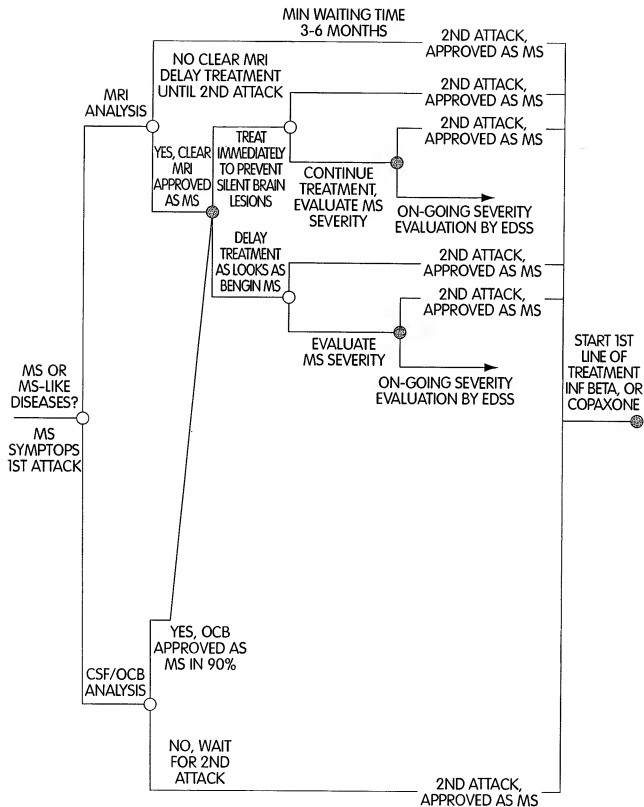 MIN WAITING TIME
3-6 MONTHS
2ND ATTACK,
APPROVED AS MS
NO CLEAR MRI
DELAY TREATMENT
UNTIL 2ND ATTACK
2ND ATTACK,
APPROVED AS MS
MRI
ANALYSIS
2ND ATTACK,
APPROVED AS MS
TREAT
IMMEDIATELY
TO PREVENT
SILENT BRAIN
LESIONS
YES, CLEAR
MRI
APPROVED
AS MS
CONTINUE
TREATMENT,
EVALUATE MS
SEVERITY
ON-GOING SEVERITY
EVALUATION BY EDSS
DELAY
TREATMENT
AS LOOKS AS
BENGIN MS
2ND ATTACK,
APPROVED AS MS
2ND ATTACK,
APPROVED AS MS
EVALUATE
MS SEVERITY
ON-GOING SEVERITY
EVALUATION BY EDSS
START 1ST
LINE OF
TREATMENT
INF BETA, OR
COPAXONE
MS OR
MS-LIKE
DISEASES?
MS
SYMPTOPS
1ST ATTACK
YES, OCB
APPROVED AS
MS IN 90%
CSF/OCB
ANALYSIS
NO, WAIT
FOR 2ND
ATTACK
2ND ATTACK,
APPROVED AS MS